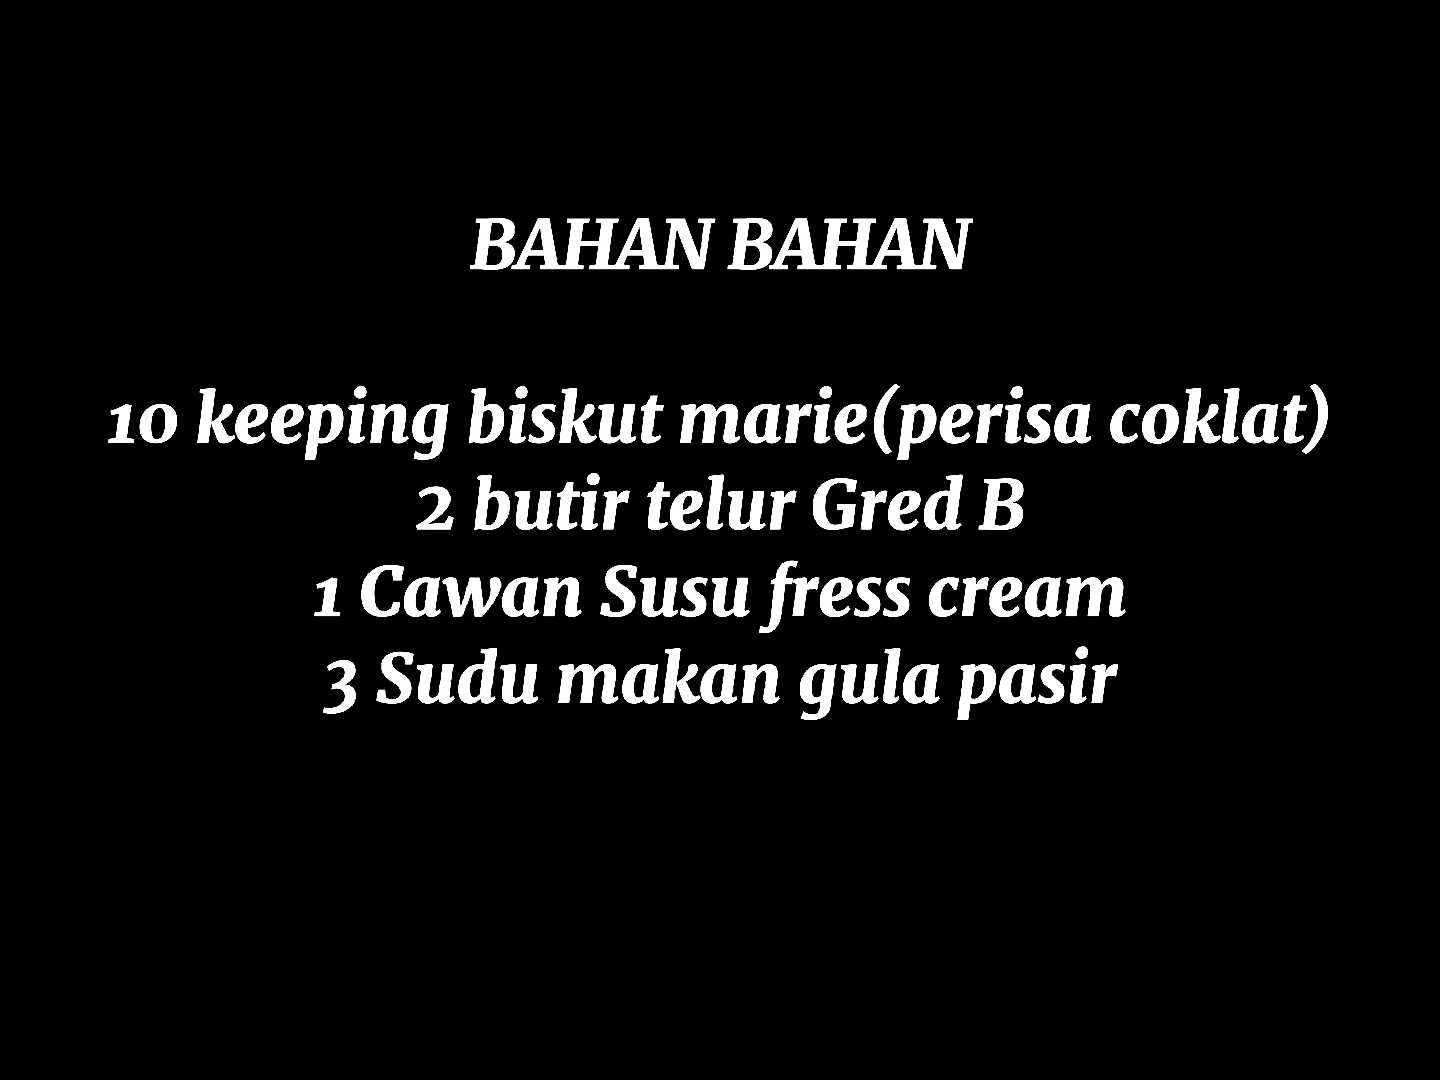 BAHAN BAHAN
10 keeping biskut marie(perisa coklat)
2 butir telur Gred B
1 Cawan Susu fress cream
3 Sudu makan gula pasir